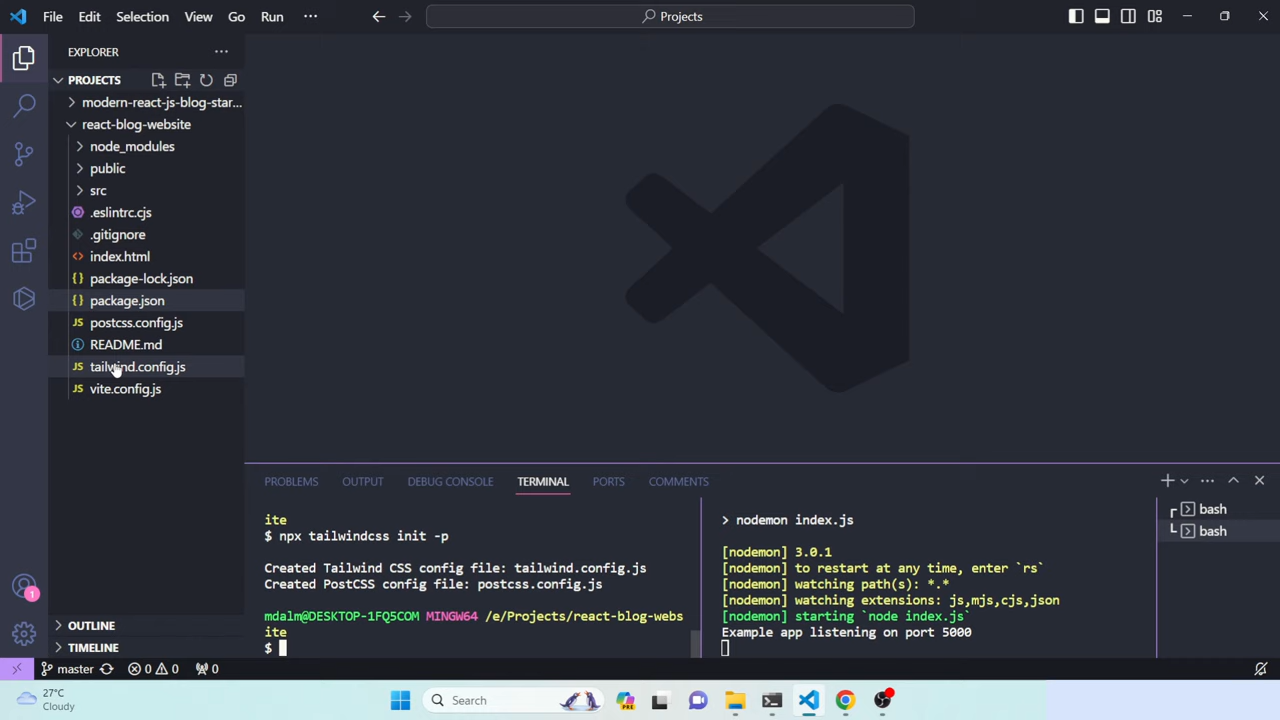 File Edit Selection View Go Run ···
Projects
EXPLORER
PROJECTS
modern-react-js-blog-star...
react-blog-website
node_modules
public
src
.eslintrc.cjs
.gitignore
index.html
package-lock.json
package.json
postcss.config.js
README.md
tailwind.config.js
vite.config.js
OUTLINE
TIMELINE
PROBLEMS OUTPUT DEBUG CONSOLE TERMINAL PORTS COMMENTS
ite
$ npx tailwindcss init -p
Created Tailwind CSS config file: tailwind.config.js
Created PostCSS config file: postcss.config.js
mdalm@DESKTOP-1FQ5COM MINGW64 /e/Projects/react-blog-webs
ite
$
> nodemon index.js
[nodemon] 3.0.1
[nodemon] to restart at any time, enter `rs`
[nodemon] watching path(s): *.*
[nodemon] watching extensions: js,mjs,cjs,json
[nodemon] starting `node index.js`
Example app listening on port 5000
bash
bash
1
master 0 0 0
27°C
Cloudy
Search
PRE